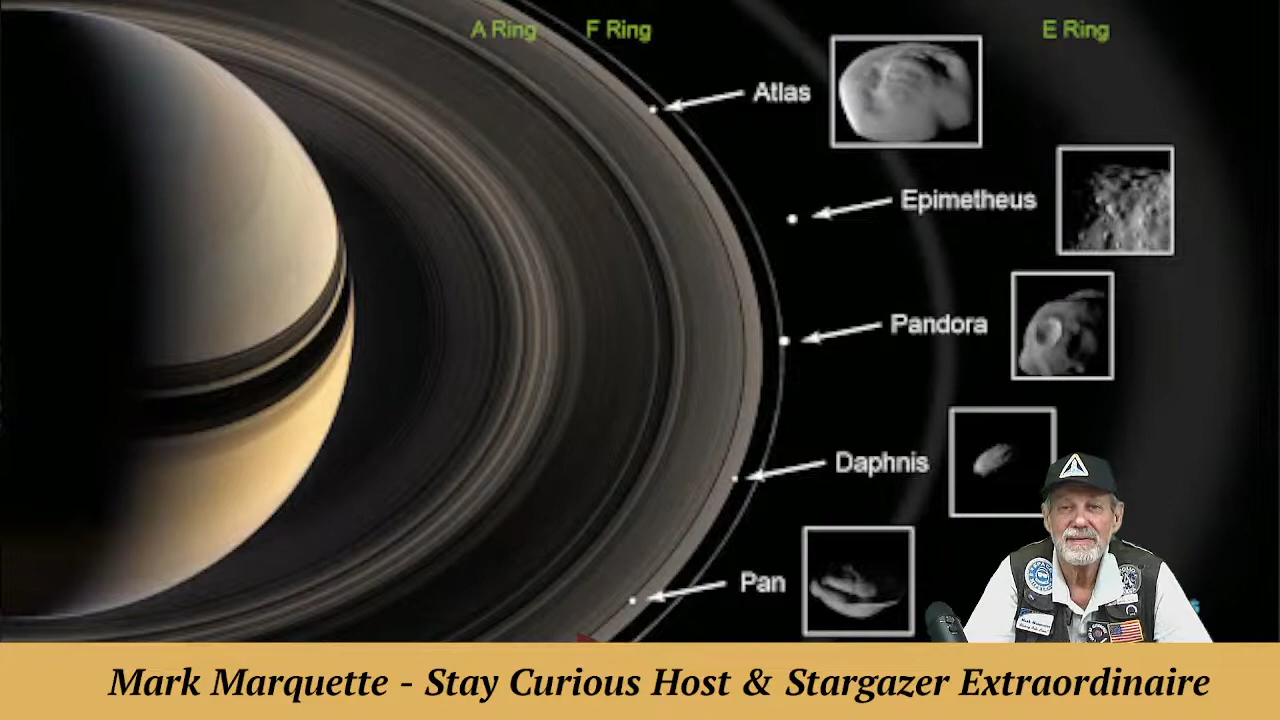 A Ring
F Ring
E Ring
Atlas
Epimetheus
Pandora
Daphnis
Pan
Mark Marquette - Stay Curious Host & Stargazer Extraordinaire